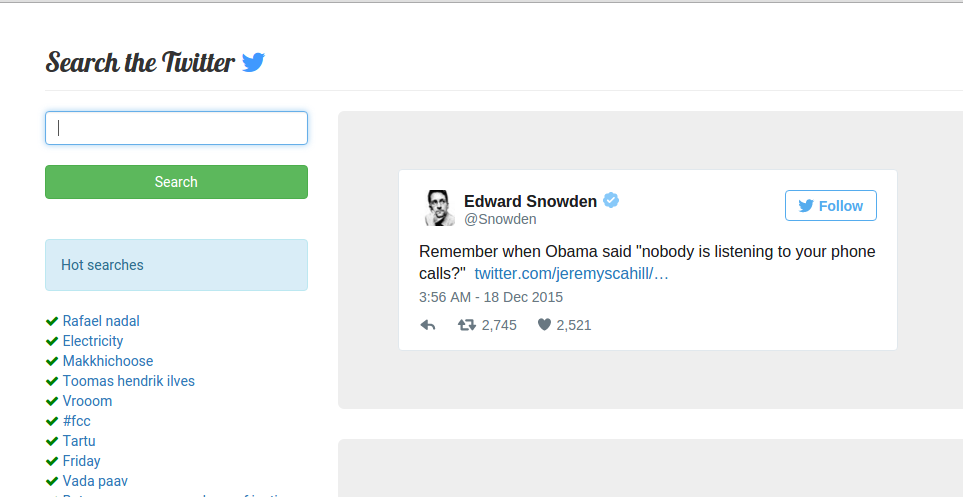 Search the Twitter
Search
Hot searches
Rafael nadal
Electricity
Makkhichoose
Toomas hendrik ilves
Vrooom
#fcc
Tartu
Friday
Vada paav
Edward Snowden
@Snowden
Follow
Remember when Obama said "nobody is listening to your phone
calls?" twitter.com/jeremyscahill/…
3:56 AM - 18 Dec 2015
2,745 2,521